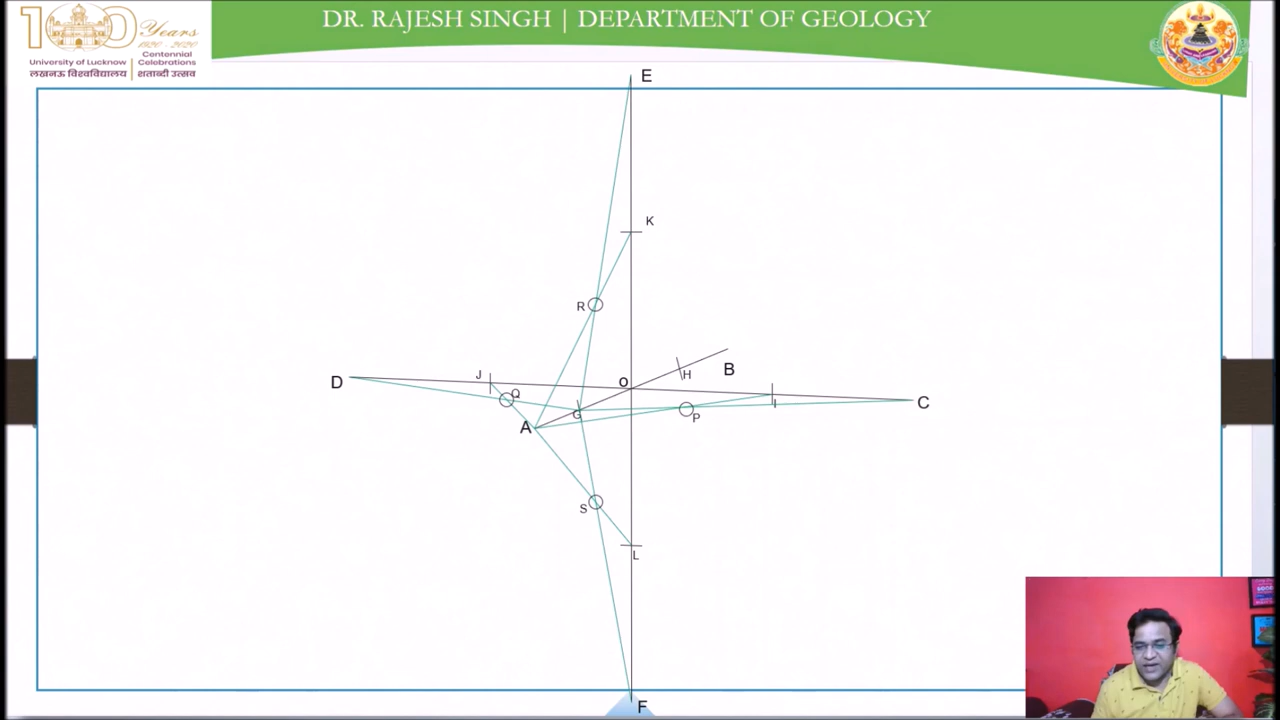 DR. RAJESH SINGH | DEPARTMENT OF GEOLOGY
100 Years
1920 - 2020
University of Lucknow
Centennial
Celebrations
लखनऊ विश्वविद्यालय
शताब्दी उत्सव
E
K
R
J
D
O
H
B
Q
G
I
C
P
A
S
L
F